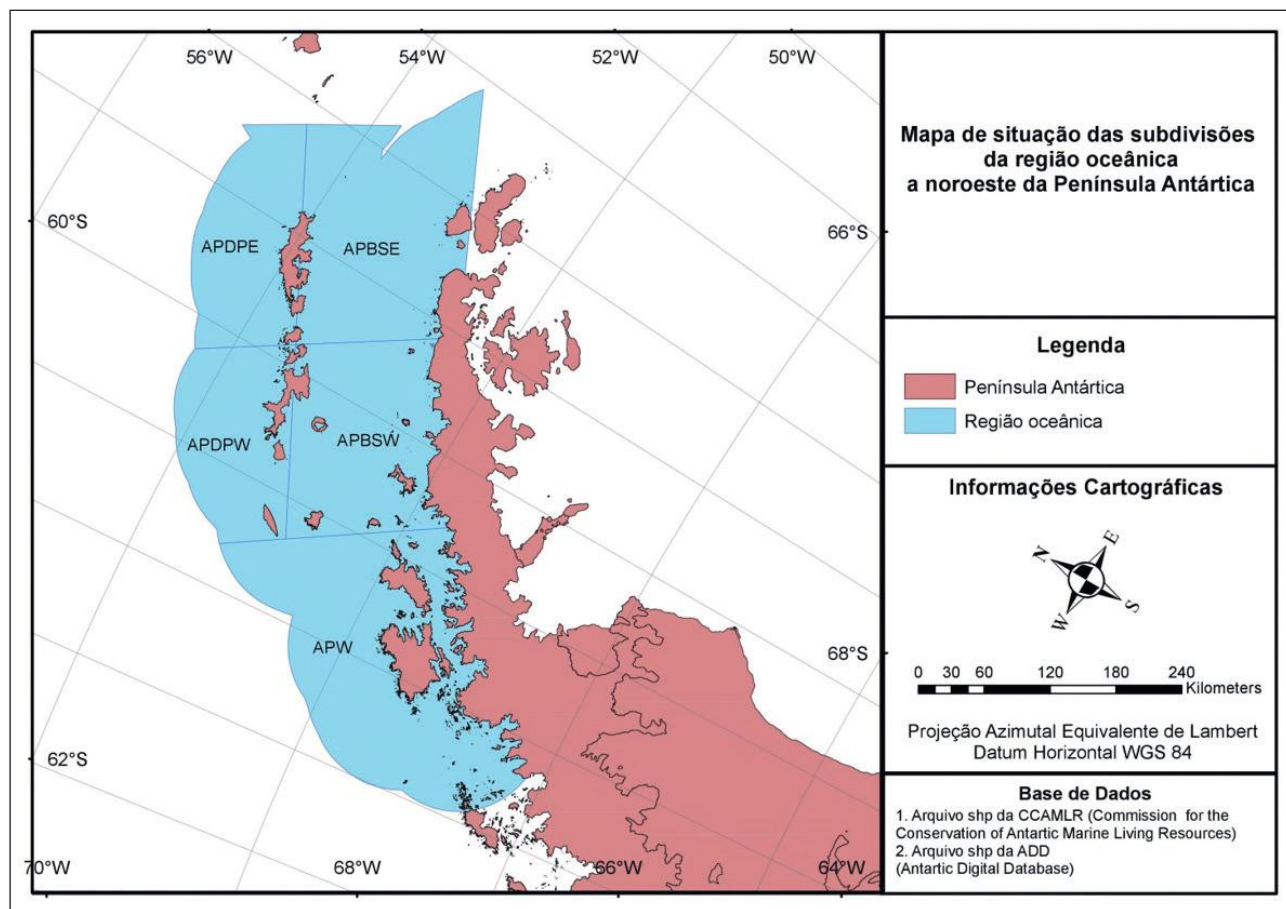 56°W
54°W
52°W
50°W
60°S
66°S
APDPE
APBSE
APDPW
APBSW
APW
68°S
62°S
70°W
68°W
66°W
64°W
Mapa de situação das subdivisões
da região oceânica
a noroeste da Península Antártica
Legenda
Península Antártica
Região oceânica
Informações Cartográficas
N
E
W
S
0 30 60 120 180 240
Kilometers
Projeção Azimutal Equivalente de Lambert
Datum Horizontal WGS 84
Base de Dados
1. Arquivo shp da CCAMLR (Commission for the
Conservation of Antartic Marine Living Resources)
2. Arquivo shp da ADD
(Antartic Digital Database)